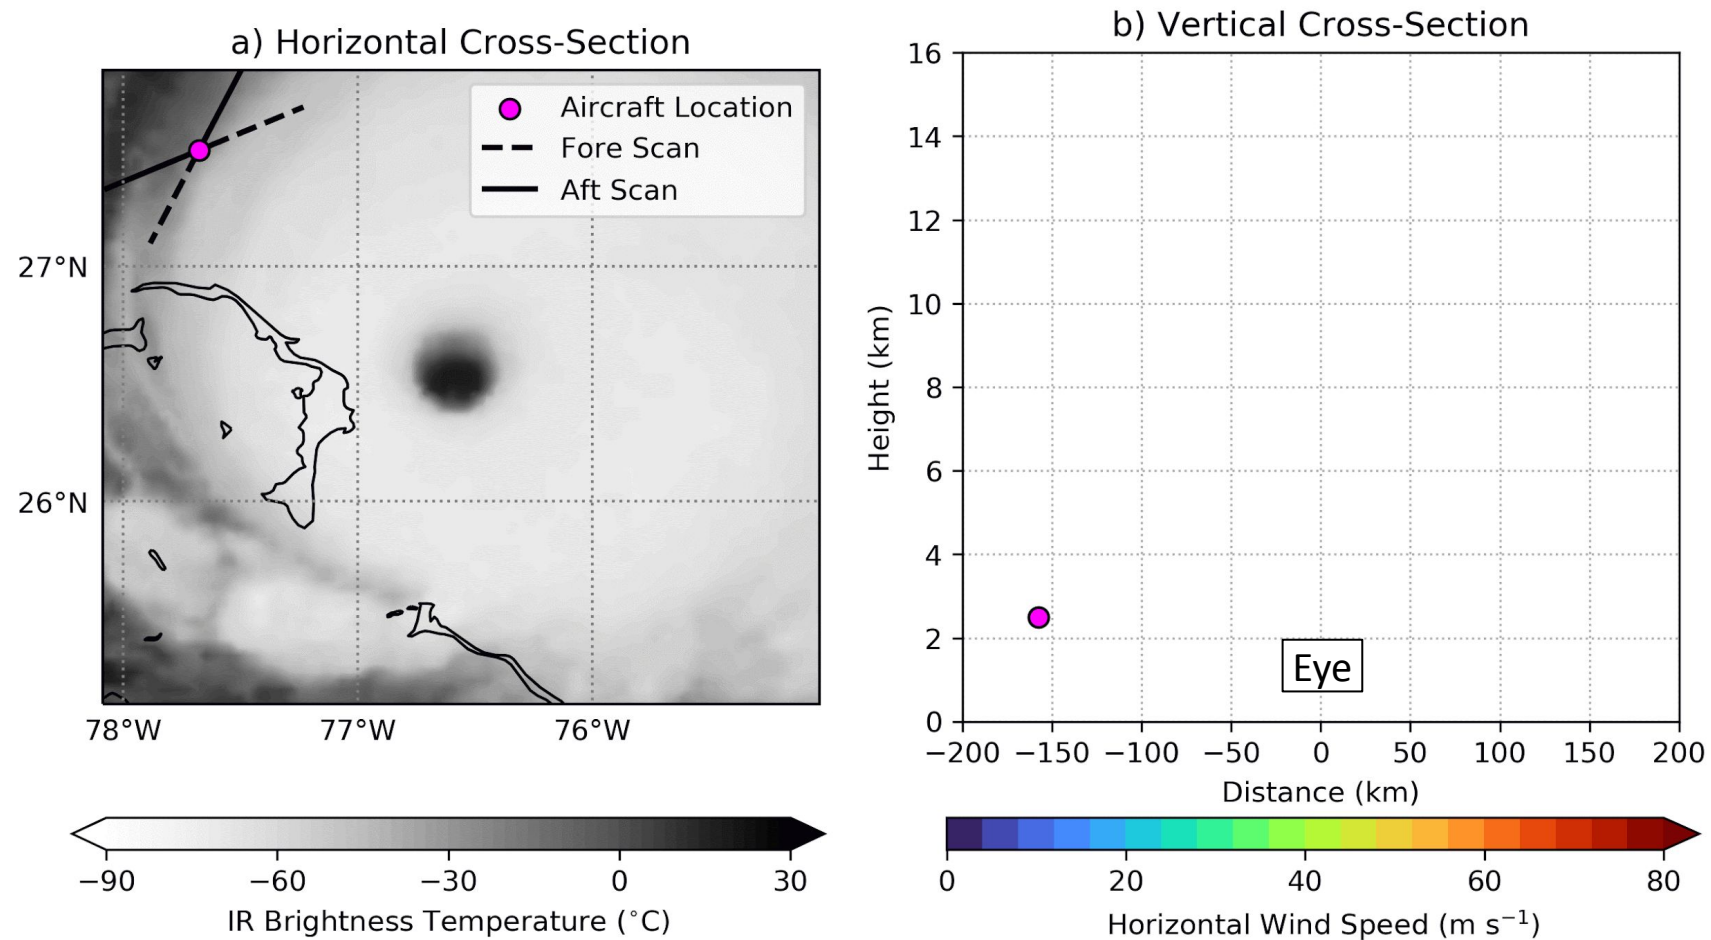 a) Horizontal Cross-Section
Aircraft Location
Fore Scan
Aft Scan
27°N
26°N
78°W 77°W 76°W
−90 −60 −30 0 30
IR Brightness Temperature (°C)
b) Vertical Cross-Section
16
14
12
10
8
6
4
2
0
Height (km)
Eye
−200 −150 −100 −50 0 50 100 150 200
Distance (km)
0 20 40 60 80
Horizontal Wind Speed (m s⁻¹)